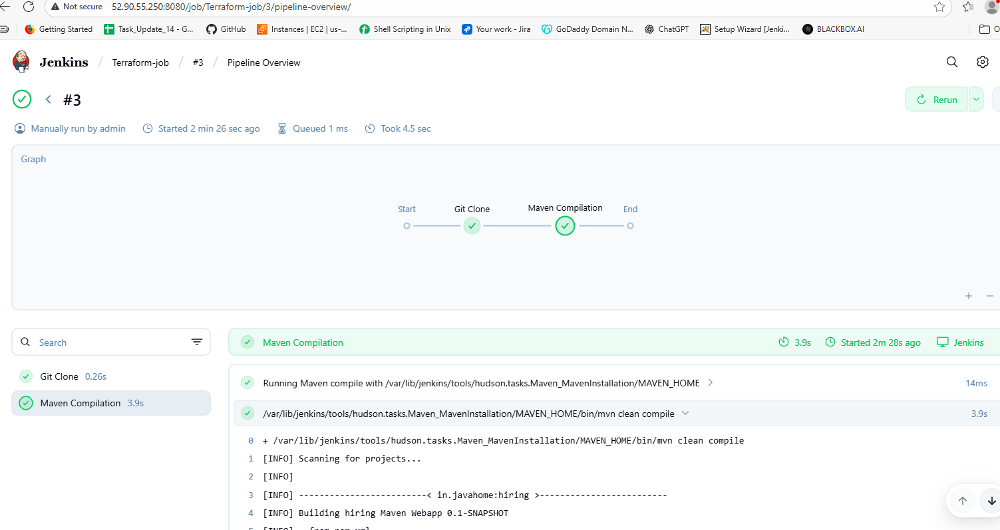 Not secure 52.90.55.250:8080/job/Terraform-job/3/pipeline-overview/
Getting Started Task_Update_14 - G... GitHub Instances | EC2 | us-... Shell Scripting in Unix Your work - Jira GoDaddy Domain N... ChatGPT Setup Wizard [Jenki... BLACKBOX.AI O
Jenkins / Terraform-job / #3 / Pipeline Overview
#3
Rerun
Manually run by admin Started 2 min 26 sec ago Queued 1 ms Took 4.5 sec
Graph
Start Git Clone Maven Compilation End
Search
Maven Compilation 3.9s Started 2m 28s ago Jenkins
Git Clone 0.26s
Maven Compilation 3.9s
Running Maven compile with /var/lib/jenkins/tools/hudson.tasks.Maven_MavenInstallation/MAVEN_HOME 14ms
/var/lib/jenkins/tools/hudson.tasks.Maven_MavenInstallation/MAVEN_HOME/bin/mvn clean compile 3.9s
0 + /var/lib/jenkins/tools/hudson.tasks.Maven_MavenInstallation/MAVEN_HOME/bin/mvn clean compile
1 [INFO] Scanning for projects...
2 [INFO]
3 [INFO] -------------------------< in.javahome:hiring >-------------------------
4 [INFO] Building hiring Maven Webapp 0.1-SNAPSHOT
5 [INFO] from pom.xml